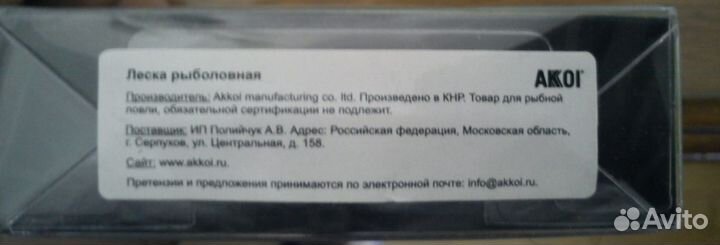 Леска рыболовная
AKKOI
Производитель: Akkoi manufacturing co. ltd. Произведено в КНР. Товар для рыбной
ловли, обязательной сертификации не подлежит.
Поставщик: ИП Полийчук А.В. Адрес: Российская федерация, Московская область,
г. Серпухов, ул. Центральная, д. 158.
Сайт: www.akkoi.ru.
Претензии и предложения принимаются по электронной почте: info@akkoi.ru.
Avito